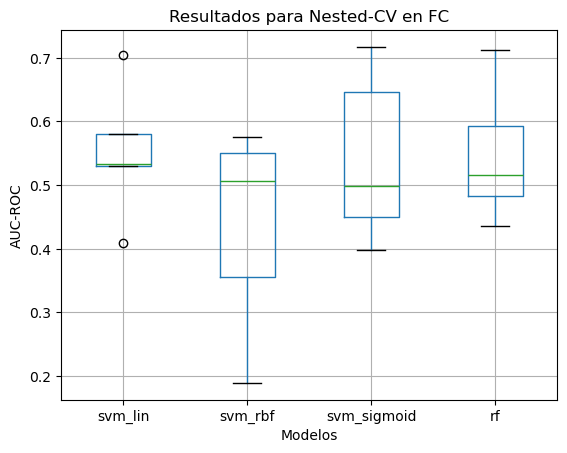 Resultados para Nested-CV en FC
0.7
0.6
0.5
0.4
0.3
0.2
AUC-ROC
svm_lin svm_rbf svm_sigmoid rf
Modelos